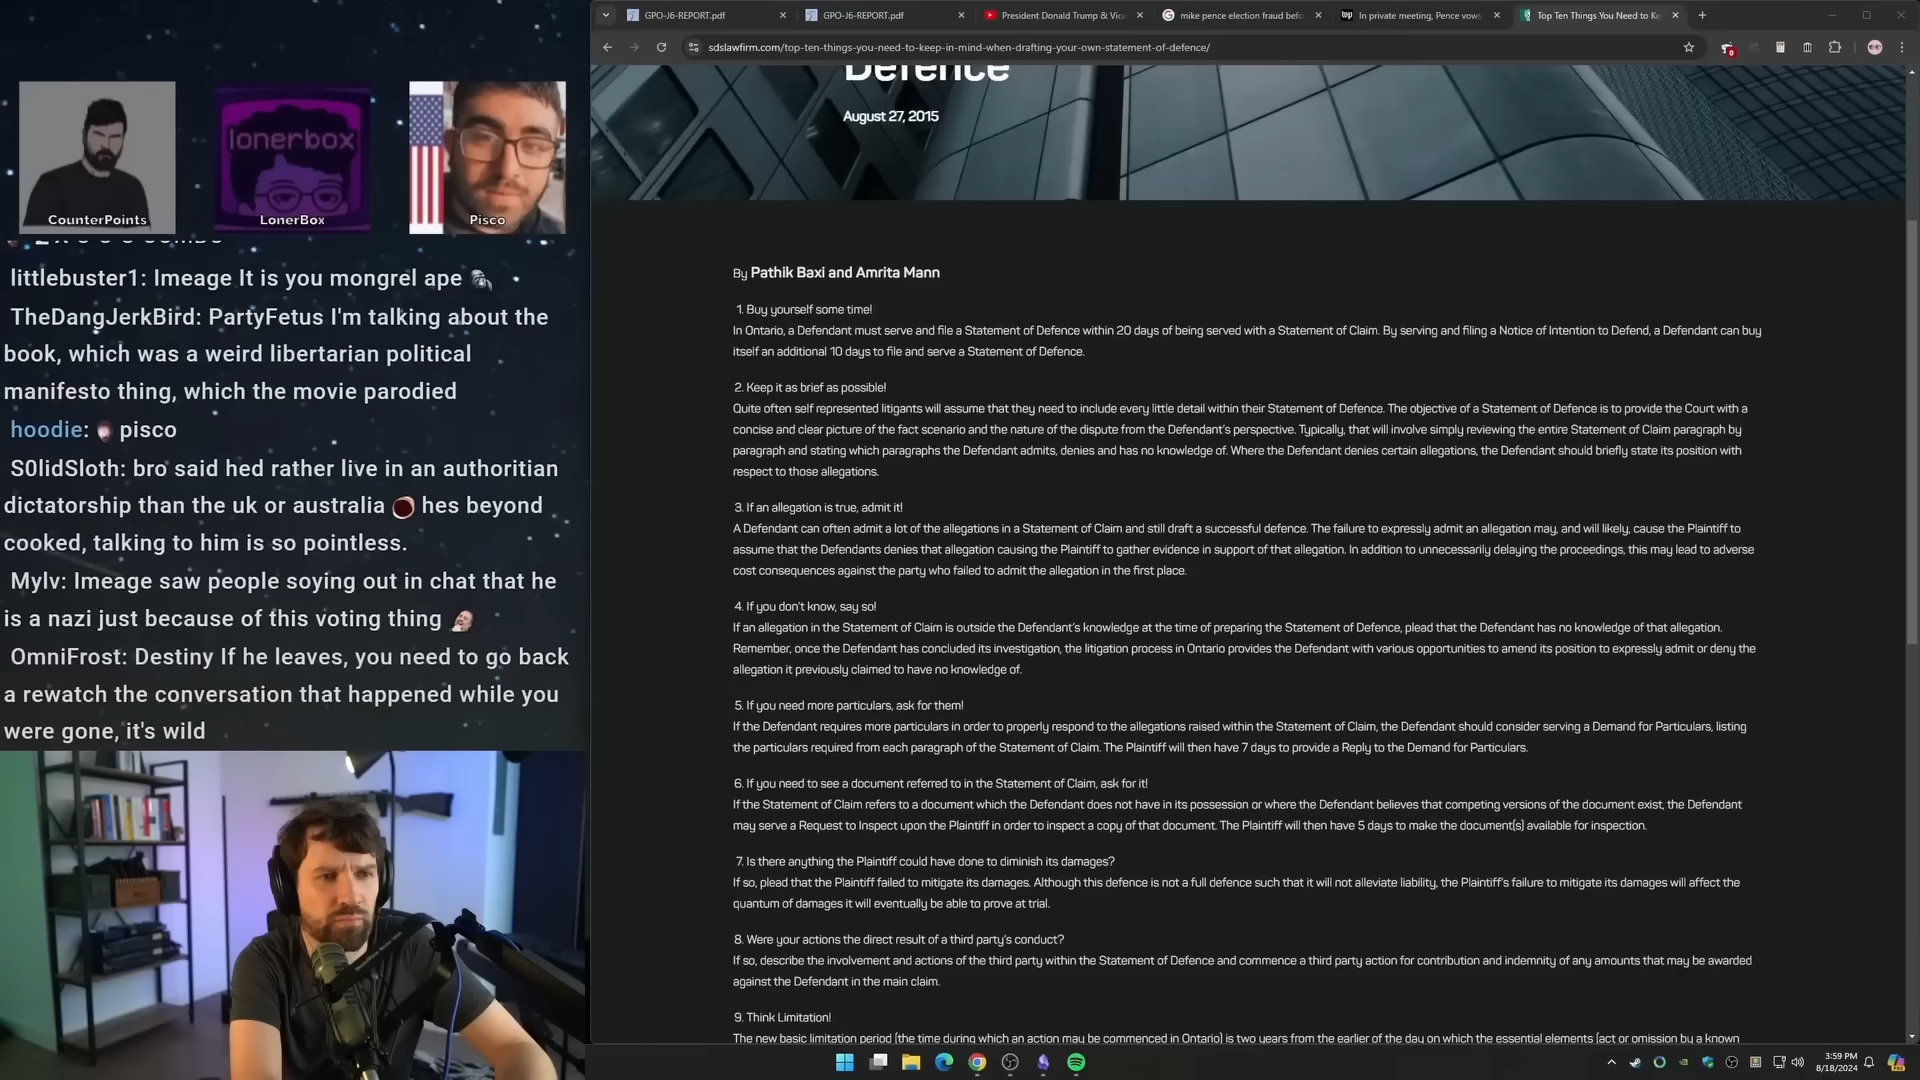 GPO-J6-REPORT.pdf
GPO-J6-REPORT.pdf
President Donald Trump & Vice
mike pence election fraud befo
In private meeting, Pence vows
Top Ten Things You Need to Ke
sdslawfirm.com/top-ten-things-you-need-to-keep-in-mind-when-drafting-your-own-statement-of-defence/
CounterPoints
lonerbox
LonerBox
Pisco
littlebuster1: Imeage It is you mongrel ape
TheDangJerkBird: PartyFetus I'm talking about the
book, which was a weird libertarian political
manifesto thing, which the movie parodied
hoodie: pisco
S0lidSloth: bro said hed rather live in an authoritian
dictatorship than the uk or australia hes beyond
cooked, talking to him is so pointless.
Mylv: Imeage saw people soying out in chat that he
is a nazi just because of this voting thing
OmniFrost: Destiny If he leaves, you need to go back
a rewatch the conversation that happened while you
were gone, it's wild
Defence
August 27, 2015
By Pathik Baxi and Amrita Mann
1. Buy yourself some time!
In Ontario, a Defendant must serve and file a Statement of Defence within 20 days of being served with a Statement of Claim. By serving and filing a Notice of Intention to Defend, a Defendant can buy
itself an additional 10 days to file and serve a Statement of Defence.
2. Keep it as brief as possible!
Quite often self represented litigants will assume that they need to include every little detail within their Statement of Defence. The objective of a Statement of Defence is to provide the Court with a
concise and clear picture of the fact scenario and the nature of the dispute from the Defendant's perspective. Typically, that will involve simply reviewing the entire Statement of Claim paragraph by
paragraph and stating which paragraphs the Defendant admits, denies and has no knowledge of. Where the Defendant denies certain allegations, the Defendant should briefly state its position with
respect to those allegations.
3. If an allegation is true, admit it!
A Defendant can often admit a lot of the allegations in a Statement of Claim and still draft a successful defence. The failure to expressly admit an allegation may, and will likely, cause the Plaintiff to
assume that the Defendants denies that allegation causing the Plaintiff to gather evidence in support of that allegation. In addition to unnecessarily delaying the proceedings, this may lead to adverse
cost consequences against the party who failed to admit the allegation in the first place.
4. If you don't know, say so!
If an allegation in the Statement of Claim is outside the Defendant's knowledge at the time of preparing the Statement of Defence, plead that the Defendant has no knowledge of that allegation.
Remember, once the Defendant has concluded its investigation, the litigation process in Ontario provides the Defendant with various opportunities to amend its position to expressly admit or deny the
allegation it previously claimed to have no knowledge of.
5. If you need more particulars, ask for them!
If the Defendant requires more particulars in order to properly respond to the allegations raised within the Statement of Claim, the Defendant should consider serving a Demand for Particulars, listing
the particulars required from each paragraph of the Statement of Claim. The Plaintiff will then have 7 days to provide a Reply to the Demand for Particulars.
6. If you need to see a document referred to in the Statement of Claim, ask for it!
If the Statement of Claim refers to a document which the Defendant does not have in its possession or where the Defendant believes that competing versions of the document exist, the Defendant
may serve a Request to Inspect upon the Plaintiff in order to inspect a copy of that document. The Plaintiff will then have 5 days to make the document(s) available for inspection.
7. Is there anything the Plaintiff could have done to diminish its damages?
If so, plead that the Plaintiff failed to mitigate its damages. Although this defence is not a full defence such that it will not alleviate liability, the Plaintiff's failure to mitigate its damages will affect the
quantum of damages it will eventually be able to prove at trial.
8. Were your actions the direct result of a third party's conduct?
If so, describe the involvement and actions of the third party within the Statement of Defence and commence a third party action for contribution and indemnity of any amounts that may be awarded
against the Defendant in the main claim.
9. Think Limitation!
The new basic limitation period (the time during which an action may be commenced in Ontario) is two years from the earlier of the day on which the essential elements (act or omission by a known
3:59 PM
8/18/2024